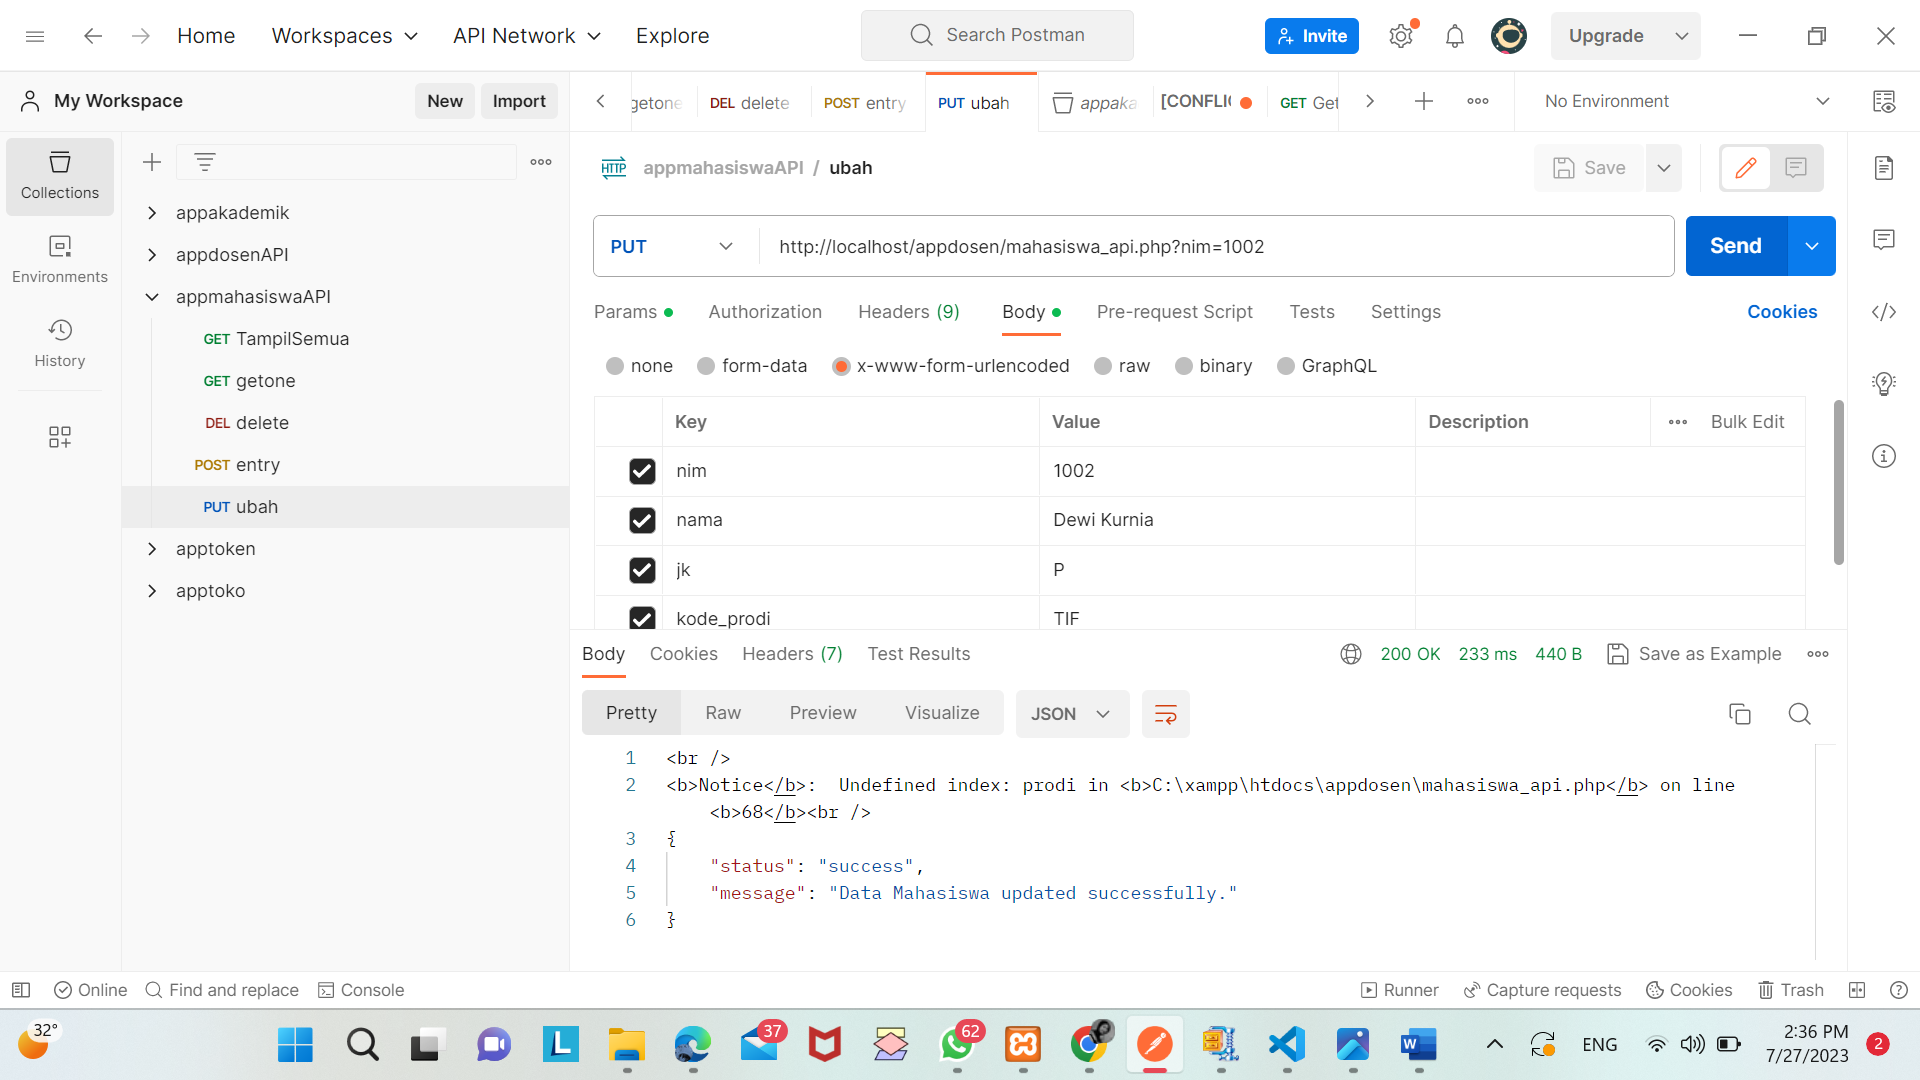 Home
Workspaces
API Network
Explore
Search Postman
Invite
Upgrade
My Workspace
New
Import
getone
DEL delete
POST entry
PUT ubah
appaka
[CONFLI
GET Get
No Environment
Collections
Environments
History
appakademik
appdosenAPI
appmahasiswaAPI
GET TampilSemua
GET getone
DEL delete
POST entry
PUT ubah
apptoken
apptoko
HTTP appmahasiswaAPI / ubah
Save
PUT
http://localhost/appdosen/mahasiswa_api.php?nim=1002
Send
Params
Authorization
Headers (9)
Body
Pre-request Script
Tests
Settings
Cookies
none
form-data
x-www-form-urlencoded
raw
binary
GraphQL
Key Value Description Bulk Edit
nim 1002
nama Dewi Kurnia
jk P
kode_prodi TIF
Body
Cookies
Headers (7)
Test Results
200 OK 233 ms 440 B
Save as Example
Pretty
Raw
Preview
Visualize
JSON
1 <br />
2 <b>Notice</b>:  Undefined index: prodi in <b>C:\xampp\htdocs\appdosen\mahasiswa_api.php</b> on line
<b>68</b><br />
3 {
4 "status": "success",
5 "message": "Data Mahasiswa updated successfully."
6 }
Online
Find and replace
Console
Runner
Capture requests
Cookies
Trash
32°
L
37
62
W
ENG
2:36 PM
7/27/2023
2